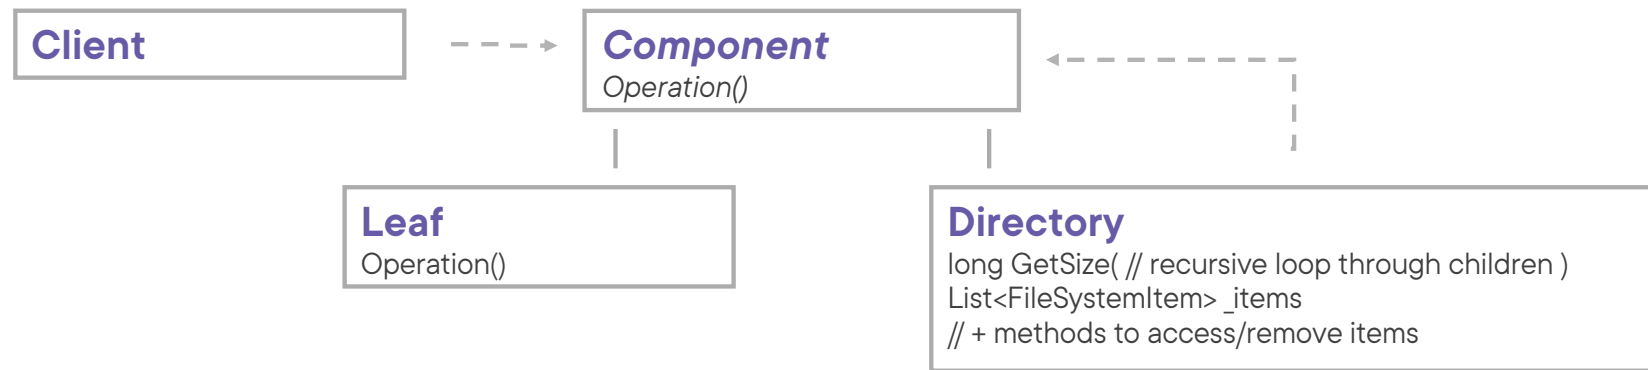 Client
Component
Operation()
Leaf
Operation()
Directory
long GetSize( // recursive loop through children )
List<FileSystemItem> _items
// + methods to access/remove items